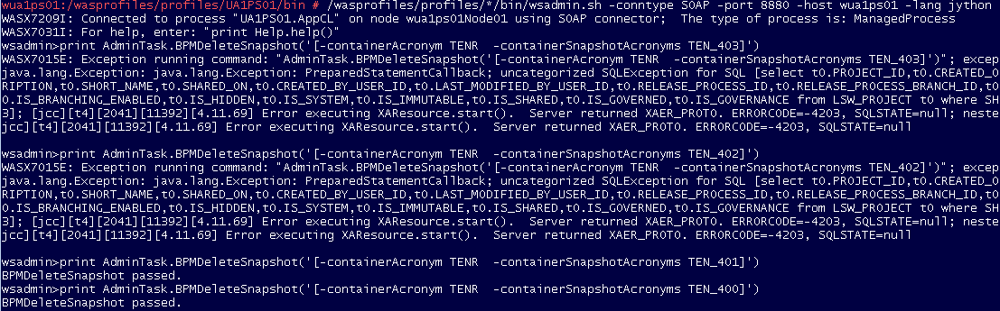 wua1ps01:/wasprofiles/profiles/UA1PS01/bin # /wasprofiles/profiles/*/bin/wsadmin.sh -conntype SOAP -port 8880 -host wua1ps01 -lang jython
WASX7209I: Connected to process "UA1PS01.AppCL" on node wua1ps01Node01 using SOAP connector;  The type of process is: ManagedProcess
WASX7031I: For help, enter: "print Help.help()"
wsadmin>print AdminTask.BPMDeleteSnapshot('[-containerAcronym TENR  -containerSnapshotAcronyms TEN_403]')
WASX7015E: Exception running command: "AdminTask.BPMDeleteSnapshot('[-containerAcronym TENR  -containerSnapshotAcronyms TEN_403]')"; excep
java.lang.Exception: java.lang.Exception: PreparedStatementCallback; uncategorized SQLException for SQL [select t0.PROJECT_ID,t0.CREATED_O
RIPTION,t0.SHORT_NAME,t0.SHARED_ON,t0.CREATED_BY_USER_ID,t0.LAST_MODIFIED_BY_USER_ID,t0.RELEASE_PROCESS_ID,t0.RELEASE_PROCESS_BRANCH_ID,t0
0.IS_BRANCHING_ENABLED,t0.IS_HIDDEN,t0.IS_SYSTEM,t0.IS_IMMUTABLE,t0.IS_SHARED,t0.IS_GOVERNED,t0.IS_GOVERNANCE from LSW_PROJECT t0 where SH
3]; [jcc][t4][2041][11392][4.11.69] Error executing XAResource.start().  Server returned XAER_PROTO. ERRORCODE=-4203, SQLSTATE=null; neste
jcc][t4][2041][11392][4.11.69] Error executing XAResource.start().  Server returned XAER_PROTO. ERRORCODE=-4203, SQLSTATE=null
wsadmin>print AdminTask.BPMDeleteSnapshot('[-containerAcronym TENR  -containerSnapshotAcronyms TEN_402]')
WASX7015E: Exception running command: "AdminTask.BPMDeleteSnapshot('[-containerAcronym TENR  -containerSnapshotAcronyms TEN_402]')"; excep
java.lang.Exception: java.lang.Exception: PreparedStatementCallback; uncategorized SQLException for SQL [select t0.PROJECT_ID,t0.CREATED_O
RIPTION,t0.SHORT_NAME,t0.SHARED_ON,t0.CREATED_BY_USER_ID,t0.LAST_MODIFIED_BY_USER_ID,t0.RELEASE_PROCESS_ID,t0.RELEASE_PROCESS_BRANCH_ID,t0
0.IS_BRANCHING_ENABLED,t0.IS_HIDDEN,t0.IS_SYSTEM,t0.IS_IMMUTABLE,t0.IS_SHARED,t0.IS_GOVERNED,t0.IS_GOVERNANCE from LSW_PROJECT t0 where SH
3]; [jcc][t4][2041][11392][4.11.69] Error executing XAResource.start().  Server returned XAER_PROTO. ERRORCODE=-4203, SQLSTATE=null; neste
jcc][t4][2041][11392][4.11.69] Error executing XAResource.start().  Server returned XAER_PROTO. ERRORCODE=-4203, SQLSTATE=null
wsadmin>print AdminTask.BPMDeleteSnapshot('[-containerAcronym TENR  -containerSnapshotAcronyms TEN_401]')
BPMDeleteSnapshot passed.
wsadmin>print AdminTask.BPMDeleteSnapshot('[-containerAcronym TENR  -containerSnapshotAcronyms TEN_400]')
BPMDeleteSnapshot passed.